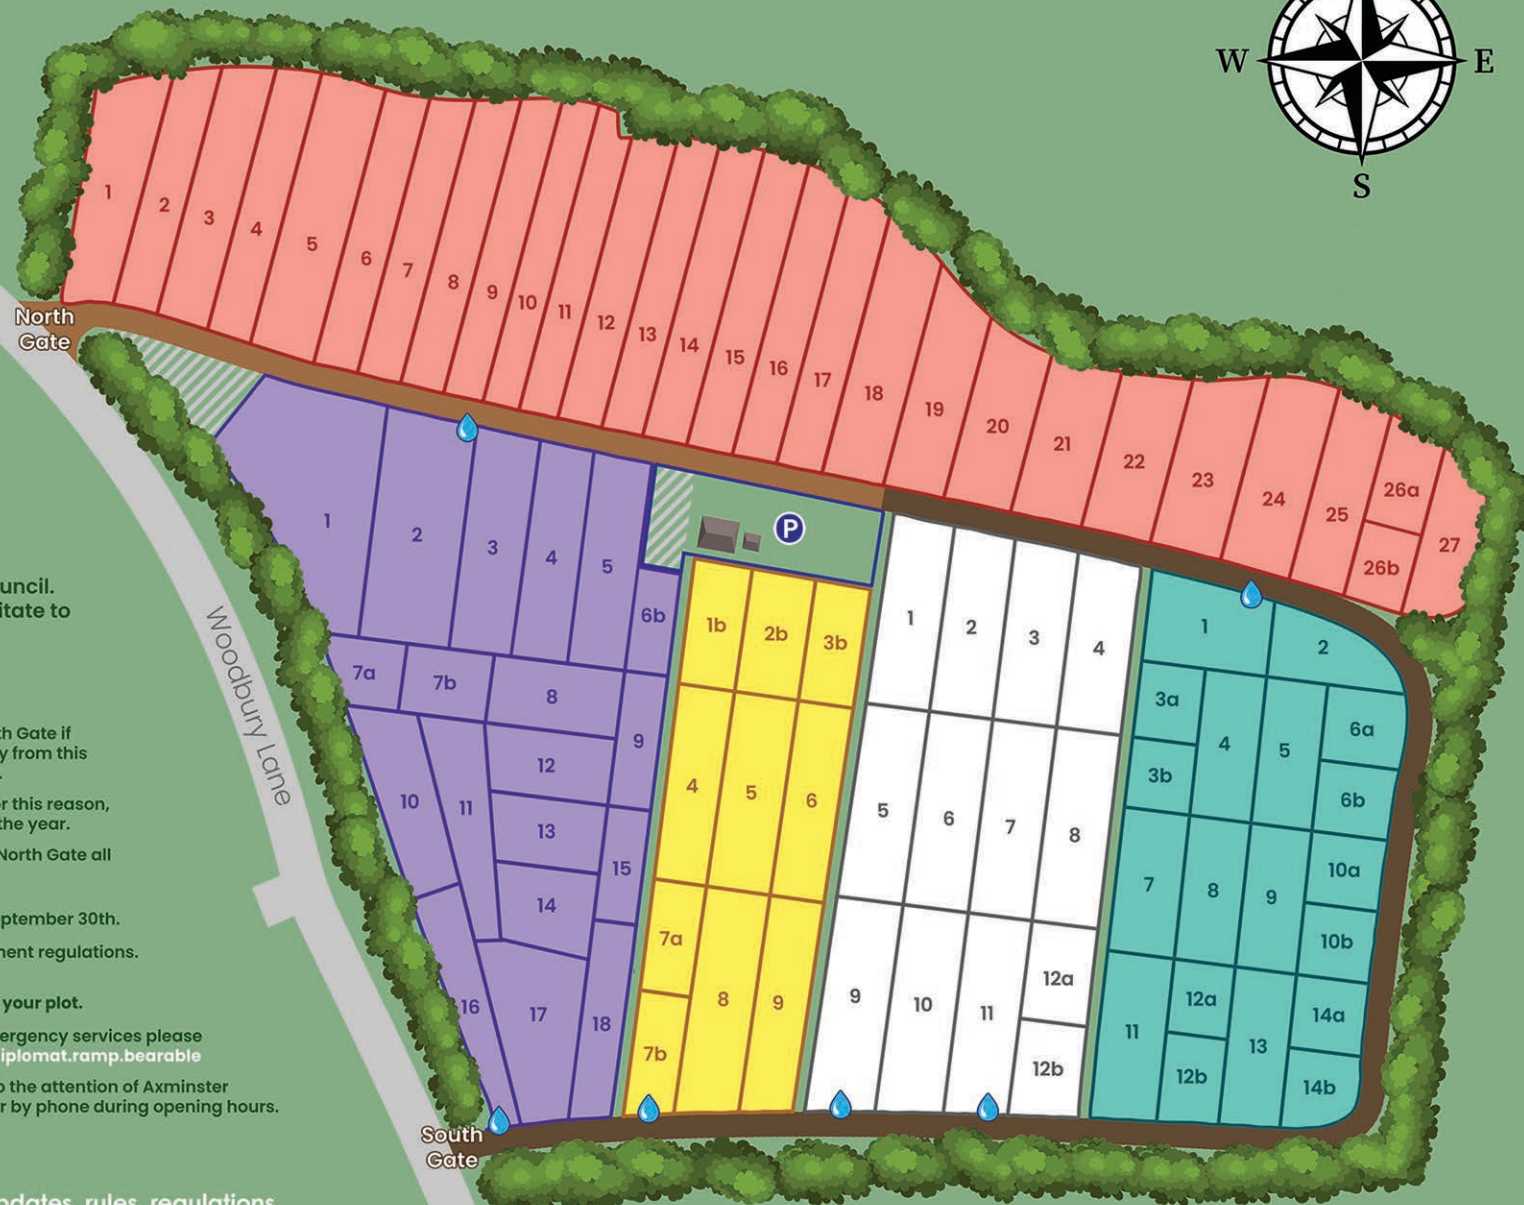 W
E
S
1
2
3
4
5
6
7
8
9
10
11
12
13
14
15
16
17
18
19
20
21
22
23
24
25
26a
26b
27
North
Gate
1
2
3
4
5
6b
7a
7b
8
9
10
11
12
13
14
15
16
17
18
P
1b
2b
3b
4
5
6
7a
7b
8
9
1
2
3
4
5
6
7
8
9
10
11
12a
12b
1
2
3a
3b
4
5
6a
6b
7
8
9
10a
10b
11
12a
12b
13
14a
14b
Woodbury Lane
South
Gate
uncil.
itate to
th Gate if
y from this
r this reason,
the year.
North Gate all
ptember 30th.
nent regulations.
your plot.
ergency services please
iplomat.ramp.bearable
o the attention of Axminster
r by phone during opening hours.
pdates, rules, regulations